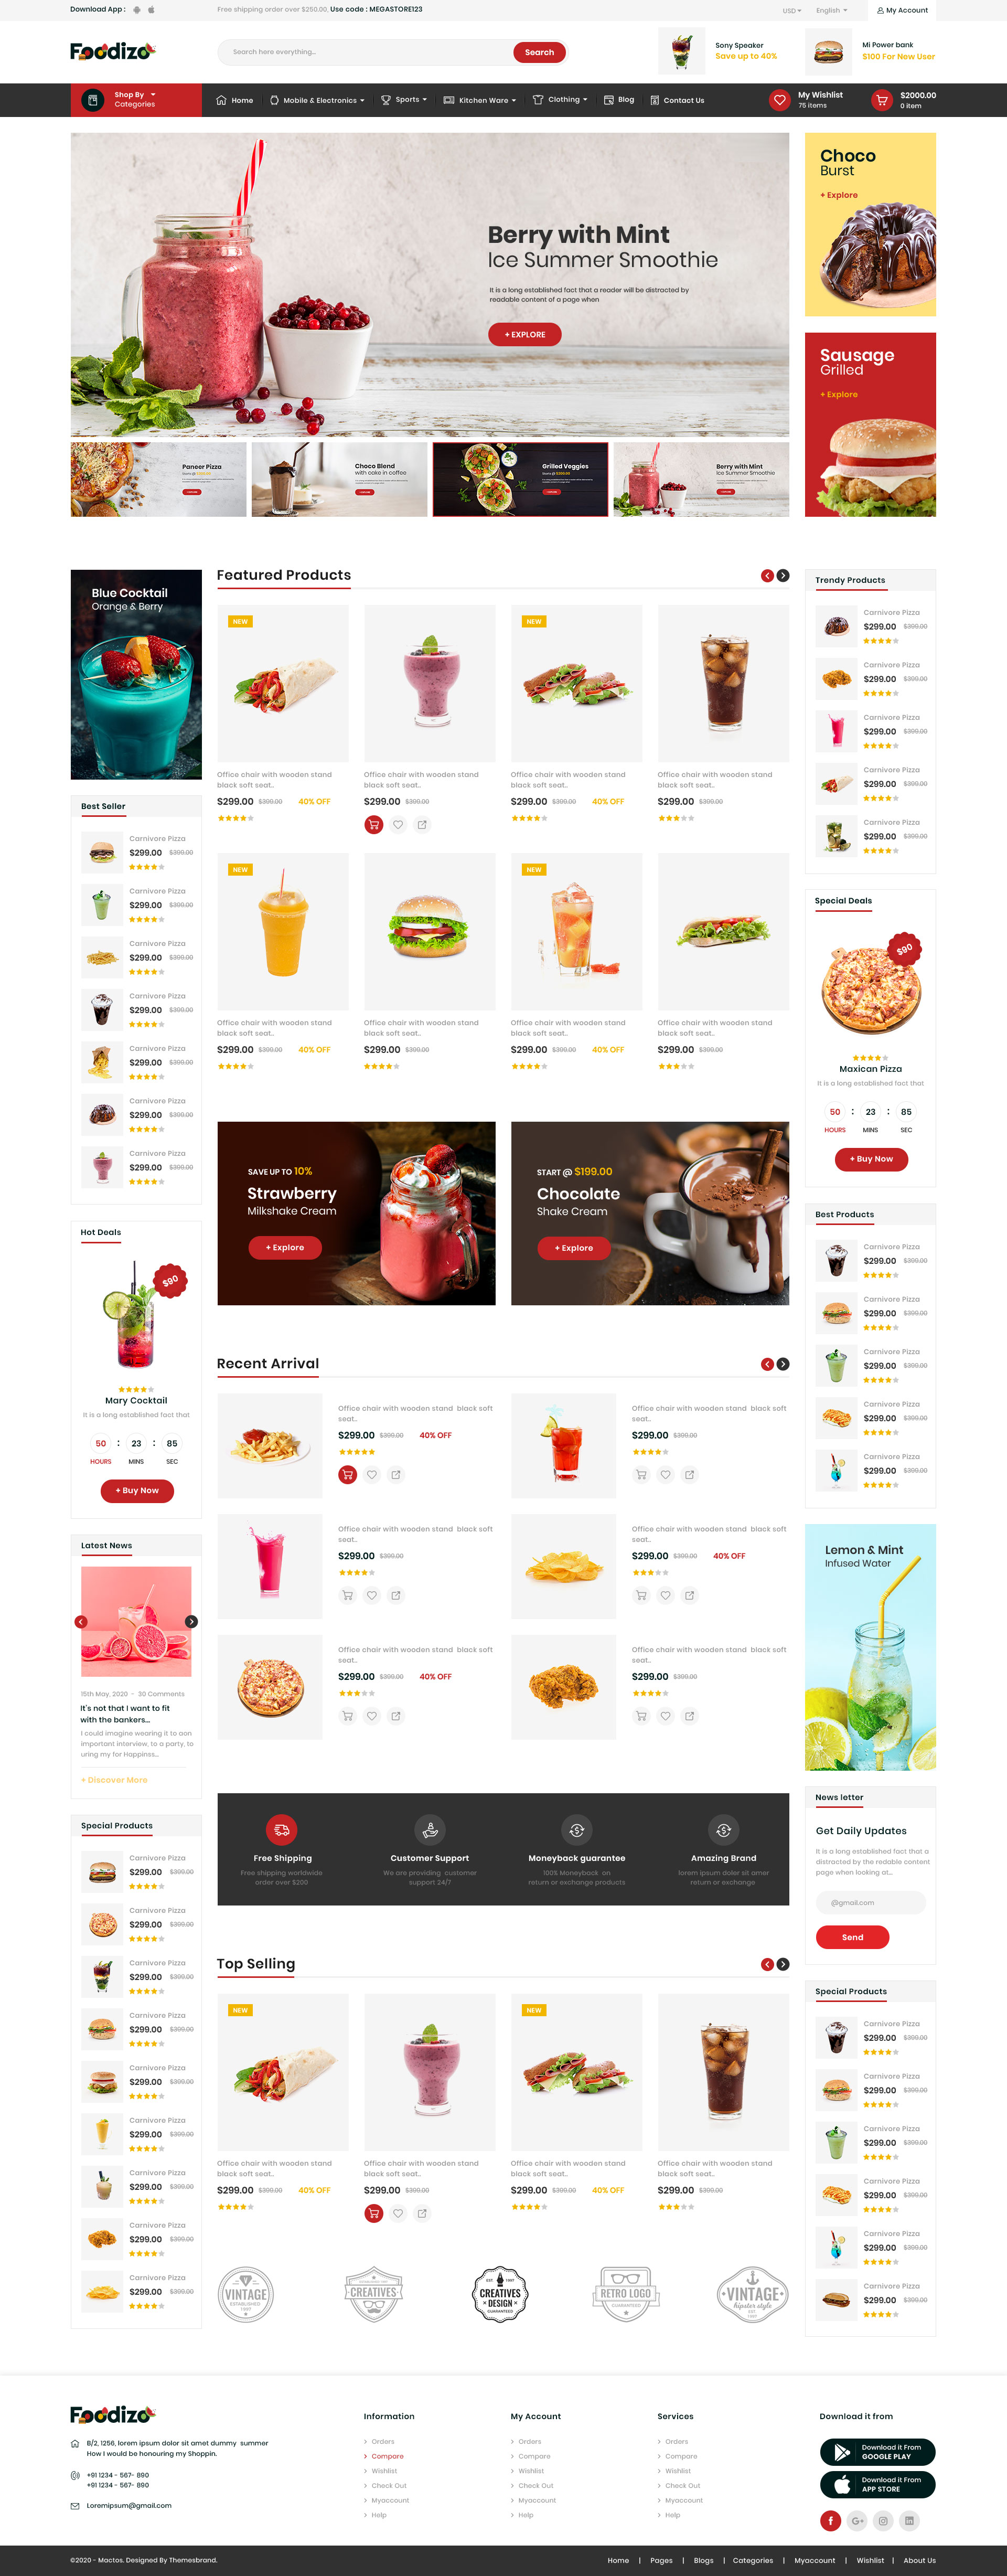 Download App :
Free shipping order over $250.00, Use code : MEGASTORE123
USD
English
My Account
Foodizo
Search here everything...
Search
Sony Speaker
Save up to 40%
Mi Power bank
$100 For New User
Shop By
Categories
Home
Mobile & Electronics
Sports
Kitchen Ware
Clothing
Blog
Contact Us
My Wishlist
75 items
$2000.00
0 item
Berry with Mint
Ice Summer Smoothie
It is a long established fact that a reader will be distracted by
readable content of a page when
+ EXPLORE
Choco
Burst
+ Explore
Sausage
Grilled
+ Explore
Paneer Pizza
Choco Blend
with cake in coffee
Grilled Veggies
Berry with Mint
Ice Summer Smoothie
Blue Cocktail
Orange & Berry
Best Seller
Carnivore Pizza
$299.00 $399.00
Carnivore Pizza
$299.00 $399.00
Carnivore Pizza
$299.00 $399.00
Carnivore Pizza
$299.00 $399.00
Carnivore Pizza
$299.00 $399.00
Carnivore Pizza
$299.00 $399.00
Carnivore Pizza
$299.00 $399.00
Hot Deals
$90
Mary Cocktail
It is a long established fact that
50 : 23 : 85
HOURS MINS SEC
+ Buy Now
Latest News
15th May, 2020 - 30 Comments
It's not that I want to fit
with the bankers...
I could imagine wearing it to aan
important interview, to a party, to
uring my for Happinss...
+ Discover More
Special Products
Carnivore Pizza
$299.00 $399.00
Carnivore Pizza
$299.00 $399.00
Carnivore Pizza
$299.00 $399.00
Carnivore Pizza
$299.00 $399.00
Carnivore Pizza
$299.00 $399.00
Carnivore Pizza
$299.00 $399.00
Carnivore Pizza
$299.00 $399.00
Carnivore Pizza
$299.00 $399.00
Carnivore Pizza
$299.00 $399.00
Featured Products
NEW
Office chair with wooden stand
black soft seat..
$299.00 $399.00 40% OFF
Office chair with wooden stand
black soft seat..
$299.00 $399.00
NEW
Office chair with wooden stand
black soft seat..
$299.00 $399.00 40% OFF
Office chair with wooden stand
black soft seat..
$299.00 $399.00
NEW
Office chair with wooden stand
black soft seat..
$299.00 $399.00 40% OFF
Office chair with wooden stand
black soft seat..
$299.00 $399.00
NEW
Office chair with wooden stand
black soft seat..
$299.00 $399.00 40% OFF
Office chair with wooden stand
black soft seat..
$299.00 $399.00
SAVE UP TO 10%
Strawberry
Milkshake Cream
+ Explore
START @ $199.00
Chocolate
Shake Cream
+ Explore
Recent Arrival
Office chair with wooden stand black soft
seat..
$299.00 $399.00 40% OFF
Office chair with wooden stand black soft
seat..
$299.00 $399.00
Office chair with wooden stand black soft
seat..
$299.00 $399.00
Office chair with wooden stand black soft
seat..
$299.00 $399.00 40% OFF
Office chair with wooden stand black soft
seat..
$299.00 $399.00 40% OFF
Office chair with wooden stand black soft
seat..
$299.00 $399.00
Free Shipping
Free shipping worldwide
order over $200
Customer Support
We are providing customer
support 24/7
Moneyback guarantee
100% Moneyback on
return or exchange products
Amazing Brand
lorem ipsum doler sit amer
return or exchange
Top Selling
NEW
Office chair with wooden stand
black soft seat..
$299.00 $399.00 40% OFF
Office chair with wooden stand
black soft seat..
$299.00 $399.00
NEW
Office chair with wooden stand
black soft seat..
$299.00 $399.00 40% OFF
Office chair with wooden stand
black soft seat..
$299.00 $399.00
VINTAGE
ESTABLISHED
1997
CREATIVES
EST 1997
CREATIVES
DESIGN
GUARANTEED
RETRO LOGO
GUARANTEED
VINTAGE
hipster style
Trendy Products
Carnivore Pizza
$299.00 $399.00
Carnivore Pizza
$299.00 $399.00
Carnivore Pizza
$299.00 $399.00
Carnivore Pizza
$299.00 $399.00
Carnivore Pizza
$299.00 $399.00
Special Deals
$90
Maxican Pizza
It is a long established fact that
50 : 23 : 85
HOURS MINS SEC
+ Buy Now
Best Products
Carnivore Pizza
$299.00 $399.00
Carnivore Pizza
$299.00 $399.00
Carnivore Pizza
$299.00 $399.00
Carnivore Pizza
$299.00 $399.00
Carnivore Pizza
$299.00 $399.00
Lemon & Mint
Infused Water
News letter
Get Daily Updates
It is a long established fact that a
distracted by the redable content
page when looking at...
@gmail.com
Send
Special Products
Carnivore Pizza
$299.00 $399.00
Carnivore Pizza
$299.00 $399.00
Carnivore Pizza
$299.00 $399.00
Carnivore Pizza
$299.00 $399.00
Carnivore Pizza
$299.00 $399.00
Carnivore Pizza
$299.00 $399.00
Foodizo
B/2, 1256, lorem ipsum dolor sit amet dummy summer
How I would be honouring my Shoppin.
+91 1234 - 567- 890
+91 1234 - 567- 890
Loremipsum@gmail.com
Information
Orders
Compare
Wishlist
Check Out
Myaccount
Help
My Account
Orders
Compare
Wishlist
Check Out
Myaccount
Help
Services
Orders
Compare
Wishlist
Check Out
Myaccount
Help
Download it from
Download it From
GOOGLE PLAY
Download it From
APP STORE
©2020 - Mactos. Designed By Themesbrand.
Home | Pages | Blogs | Categories | Myaccount | Wishlist | About Us